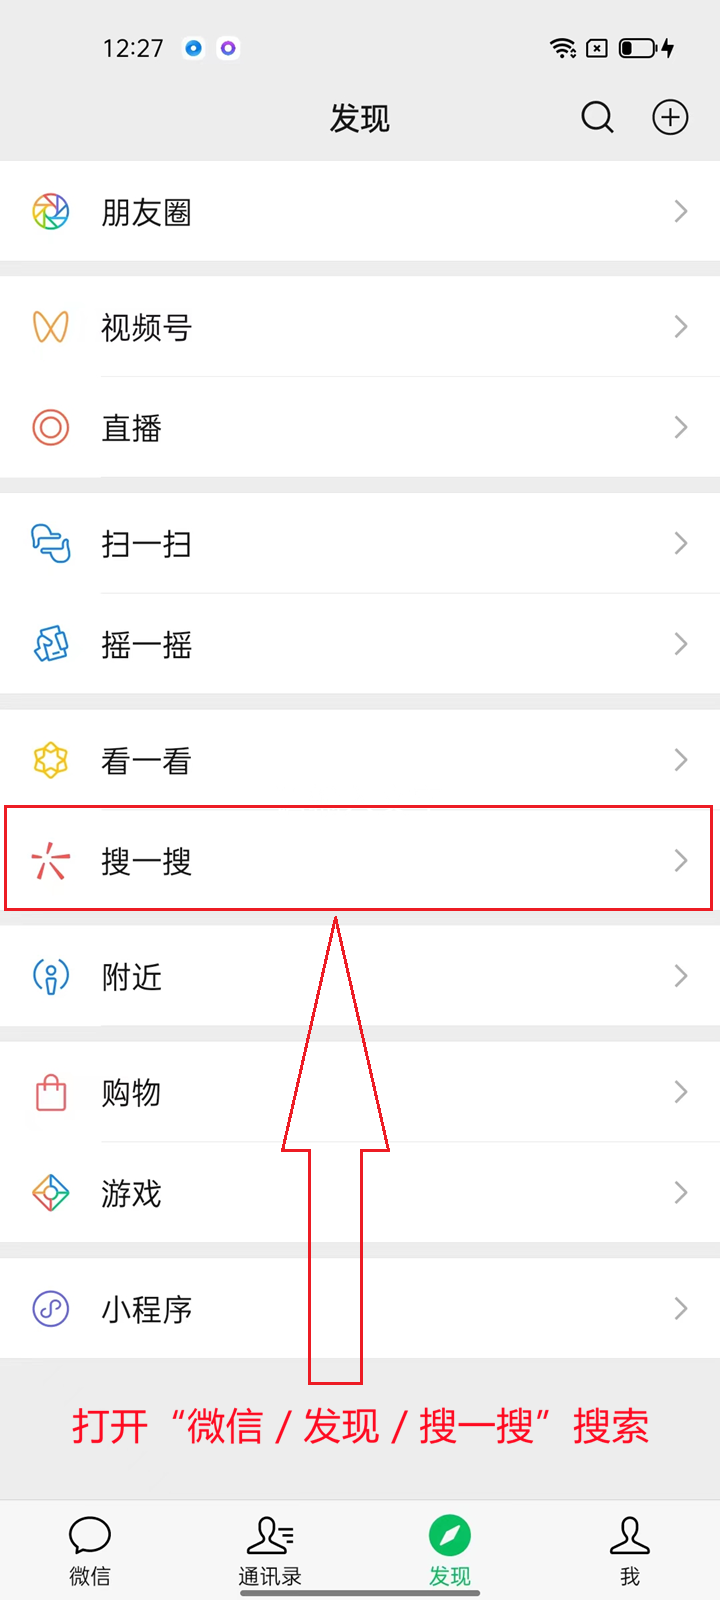 12:27
发现
朋友圈
视频号
直播
扫一扫
摇一摇
看一看
搜一搜
附近
购物
游戏
小程序
打开“微信 / 发现 / 搜一搜”搜索
微信
通讯录
发现
我